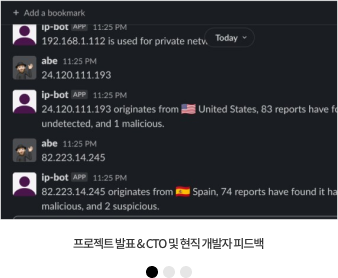 + Add a bookmark
ip-bot APP 11:25 PM
192.168.1.112 is used for private netw
Today
abe 11:25 PM
24.120.111.193
ip-bot APP 11:25 PM
24.120.111.193 originates from 🇺🇸 United States, 83 reports have fo
undetected, and 1 malicious.
abe 11:25 PM
82.223.14.245
ip-bot APP 11:25 PM
82.223.14.245 originates from 🇪🇸 Spain, 74 reports have found it ha
malicious, and 2 suspicious.
프로젝트 발표 & CTO 및 현직 개발자 피드백